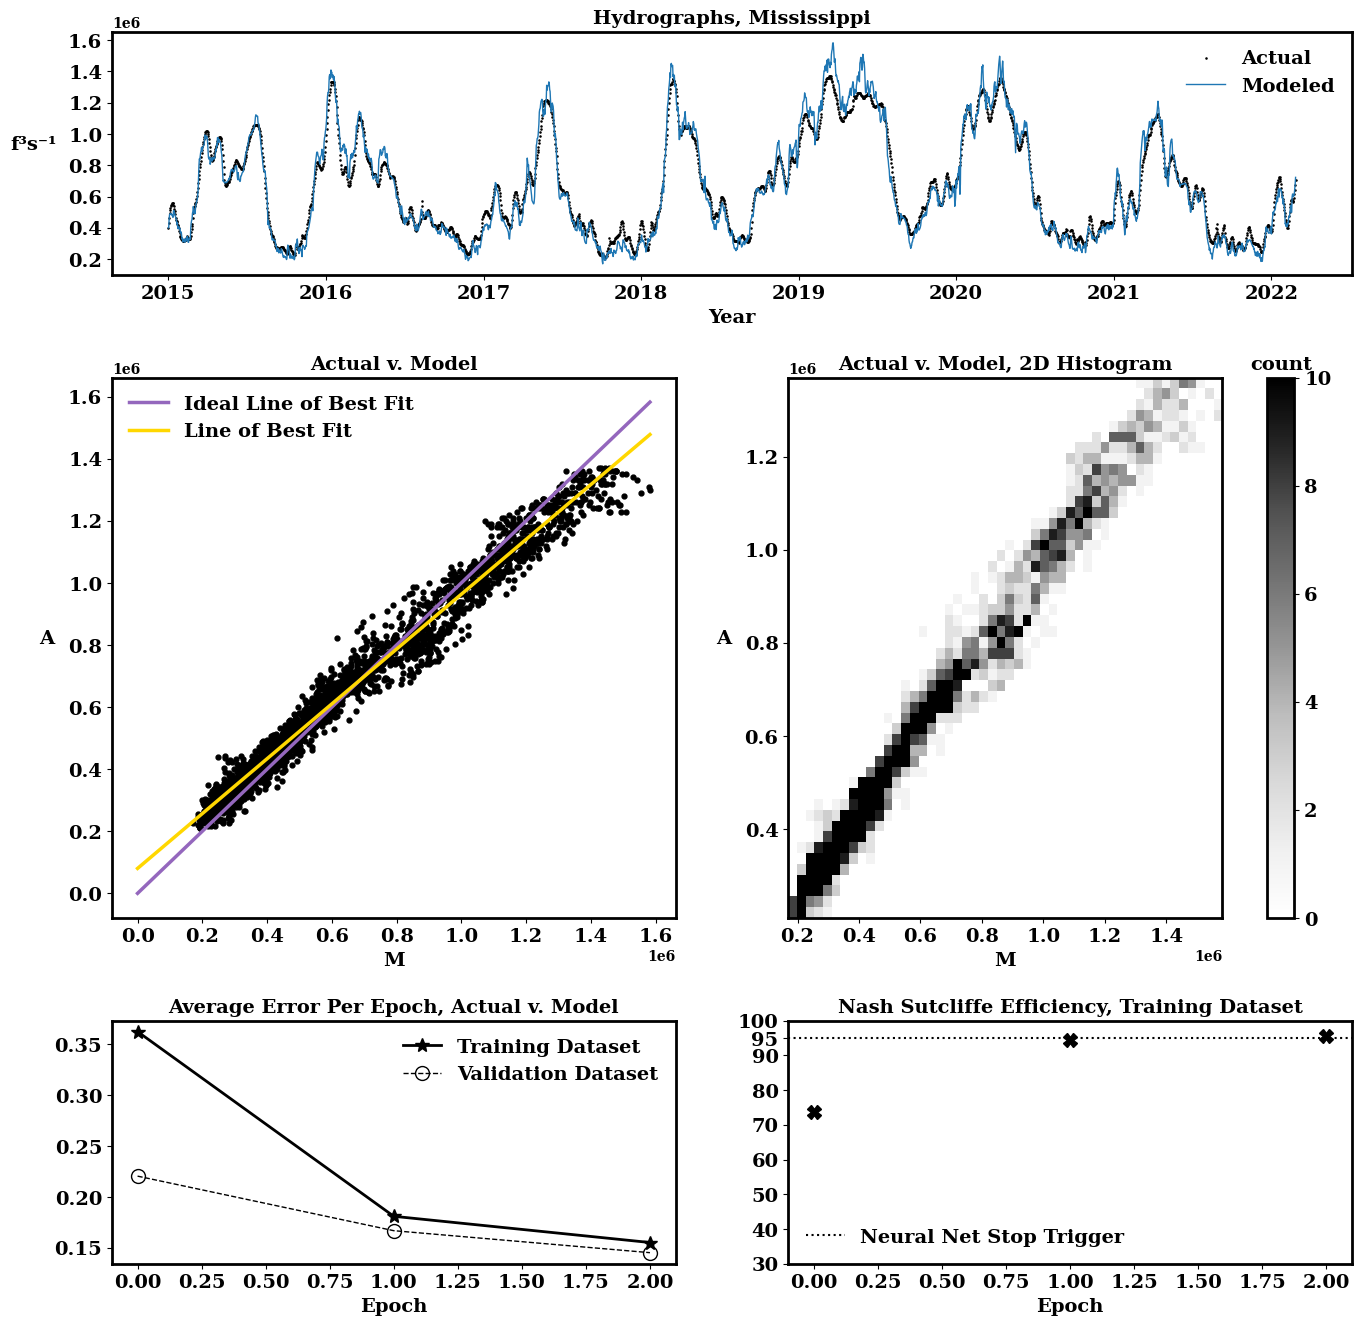 Hydrographs, Mississippi
1e6
1.6
1.4
1.2
1.0
0.8
0.6
0.4
0.2
f³s⁻¹
Actual
Modeled
2015 2016 2017 2018 2019 2020 2021 2022
Year
Actual v. Model
1e6
1.6
1.4
1.2
1.0
0.8
0.6
0.4
0.2
0.0
A
Ideal Line of Best Fit
Line of Best Fit
0.0 0.2 0.4 0.6 0.8 1.0 1.2 1.4 1.6
1e6
M
Actual v. Model, 2D Histogram
1e6
1.2
1.0
0.8
0.6
0.4
A
0.2 0.4 0.6 0.8 1.0 1.2 1.4
1e6
M
count
10
8
6
4
2
0
Average Error Per Epoch, Actual v. Model
0.35
0.30
0.25
0.20
0.15
Training Dataset
Validation Dataset
0.00 0.25 0.50 0.75 1.00 1.25 1.50 1.75 2.00
Epoch
Nash Sutcliffe Efficiency, Training Dataset
100
95
90
80
70
60
50
40
30
Neural Net Stop Trigger
0.00 0.25 0.50 0.75 1.00 1.25 1.50 1.75 2.00
Epoch